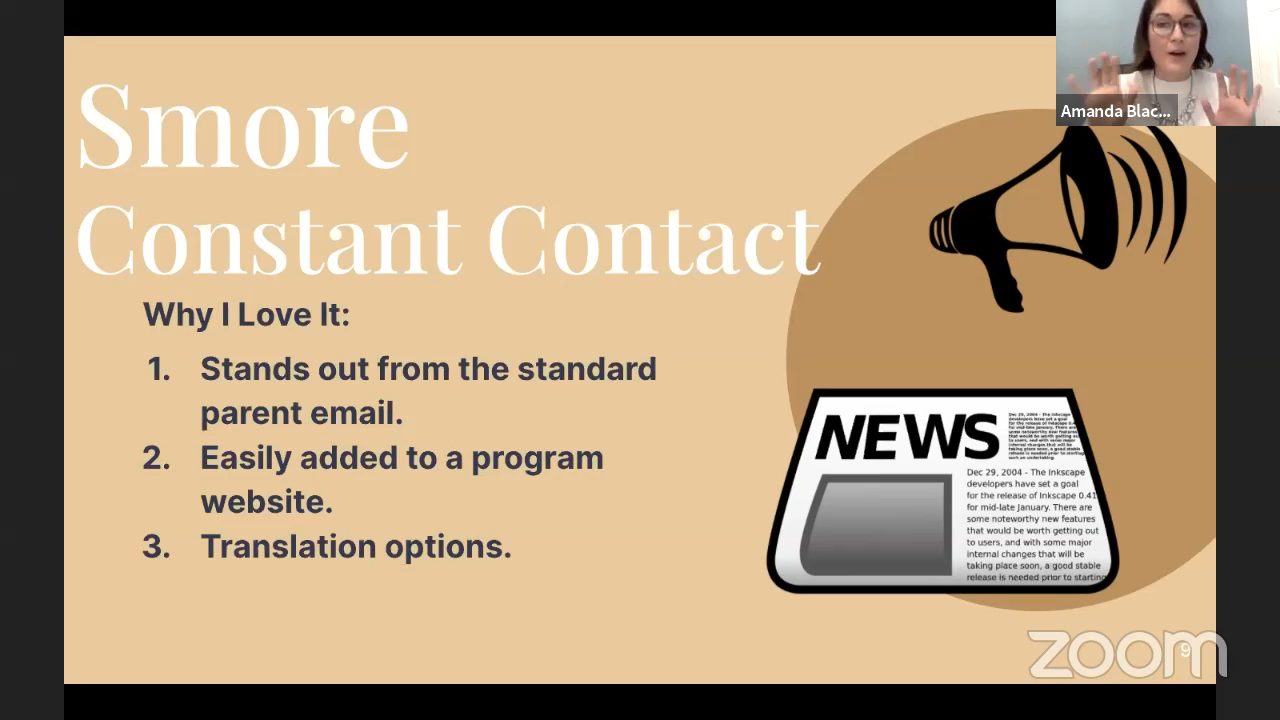 Smore
Constant Contact
Why I Love It:
1. Stands out from the standard
parent email.
2. Easily added to a program
website.
3. Translation options.
Amanda Blac...
NEWS
Dec 29, 2004 - The Inkscape
developers have set a goal
for the release of Inkscape 0.41
for mid-late January. There are
some noteworthy new features
that would be worth getting out
to users, and with some major
internal changes that will be
taking place soon, a good stable
release is needed prior to starting
zoom
9